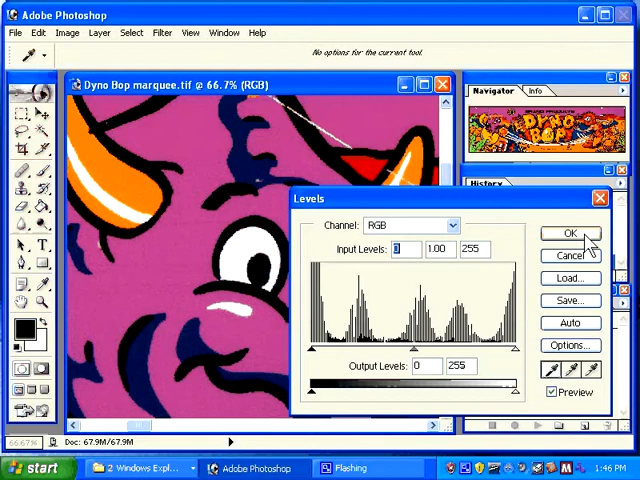 Adobe Photoshop
File Edit Image Layer Select Filter View Window Help
No options for the current tool.
Dyno Bop marquee.tif @ 66.7% (RGB)
Navigator Info
DYNO
BOP
History
Levels
Channel: RGB
Input Levels: 0 1.00 255
OK
Cancel
Load...
Save...
Auto
Options...
Output Levels: 0 255
Preview
66.67% Doc: 67.9M/67.9M
start 2 Windows Expl... Adobe Photoshop Flashing 1:46 PM